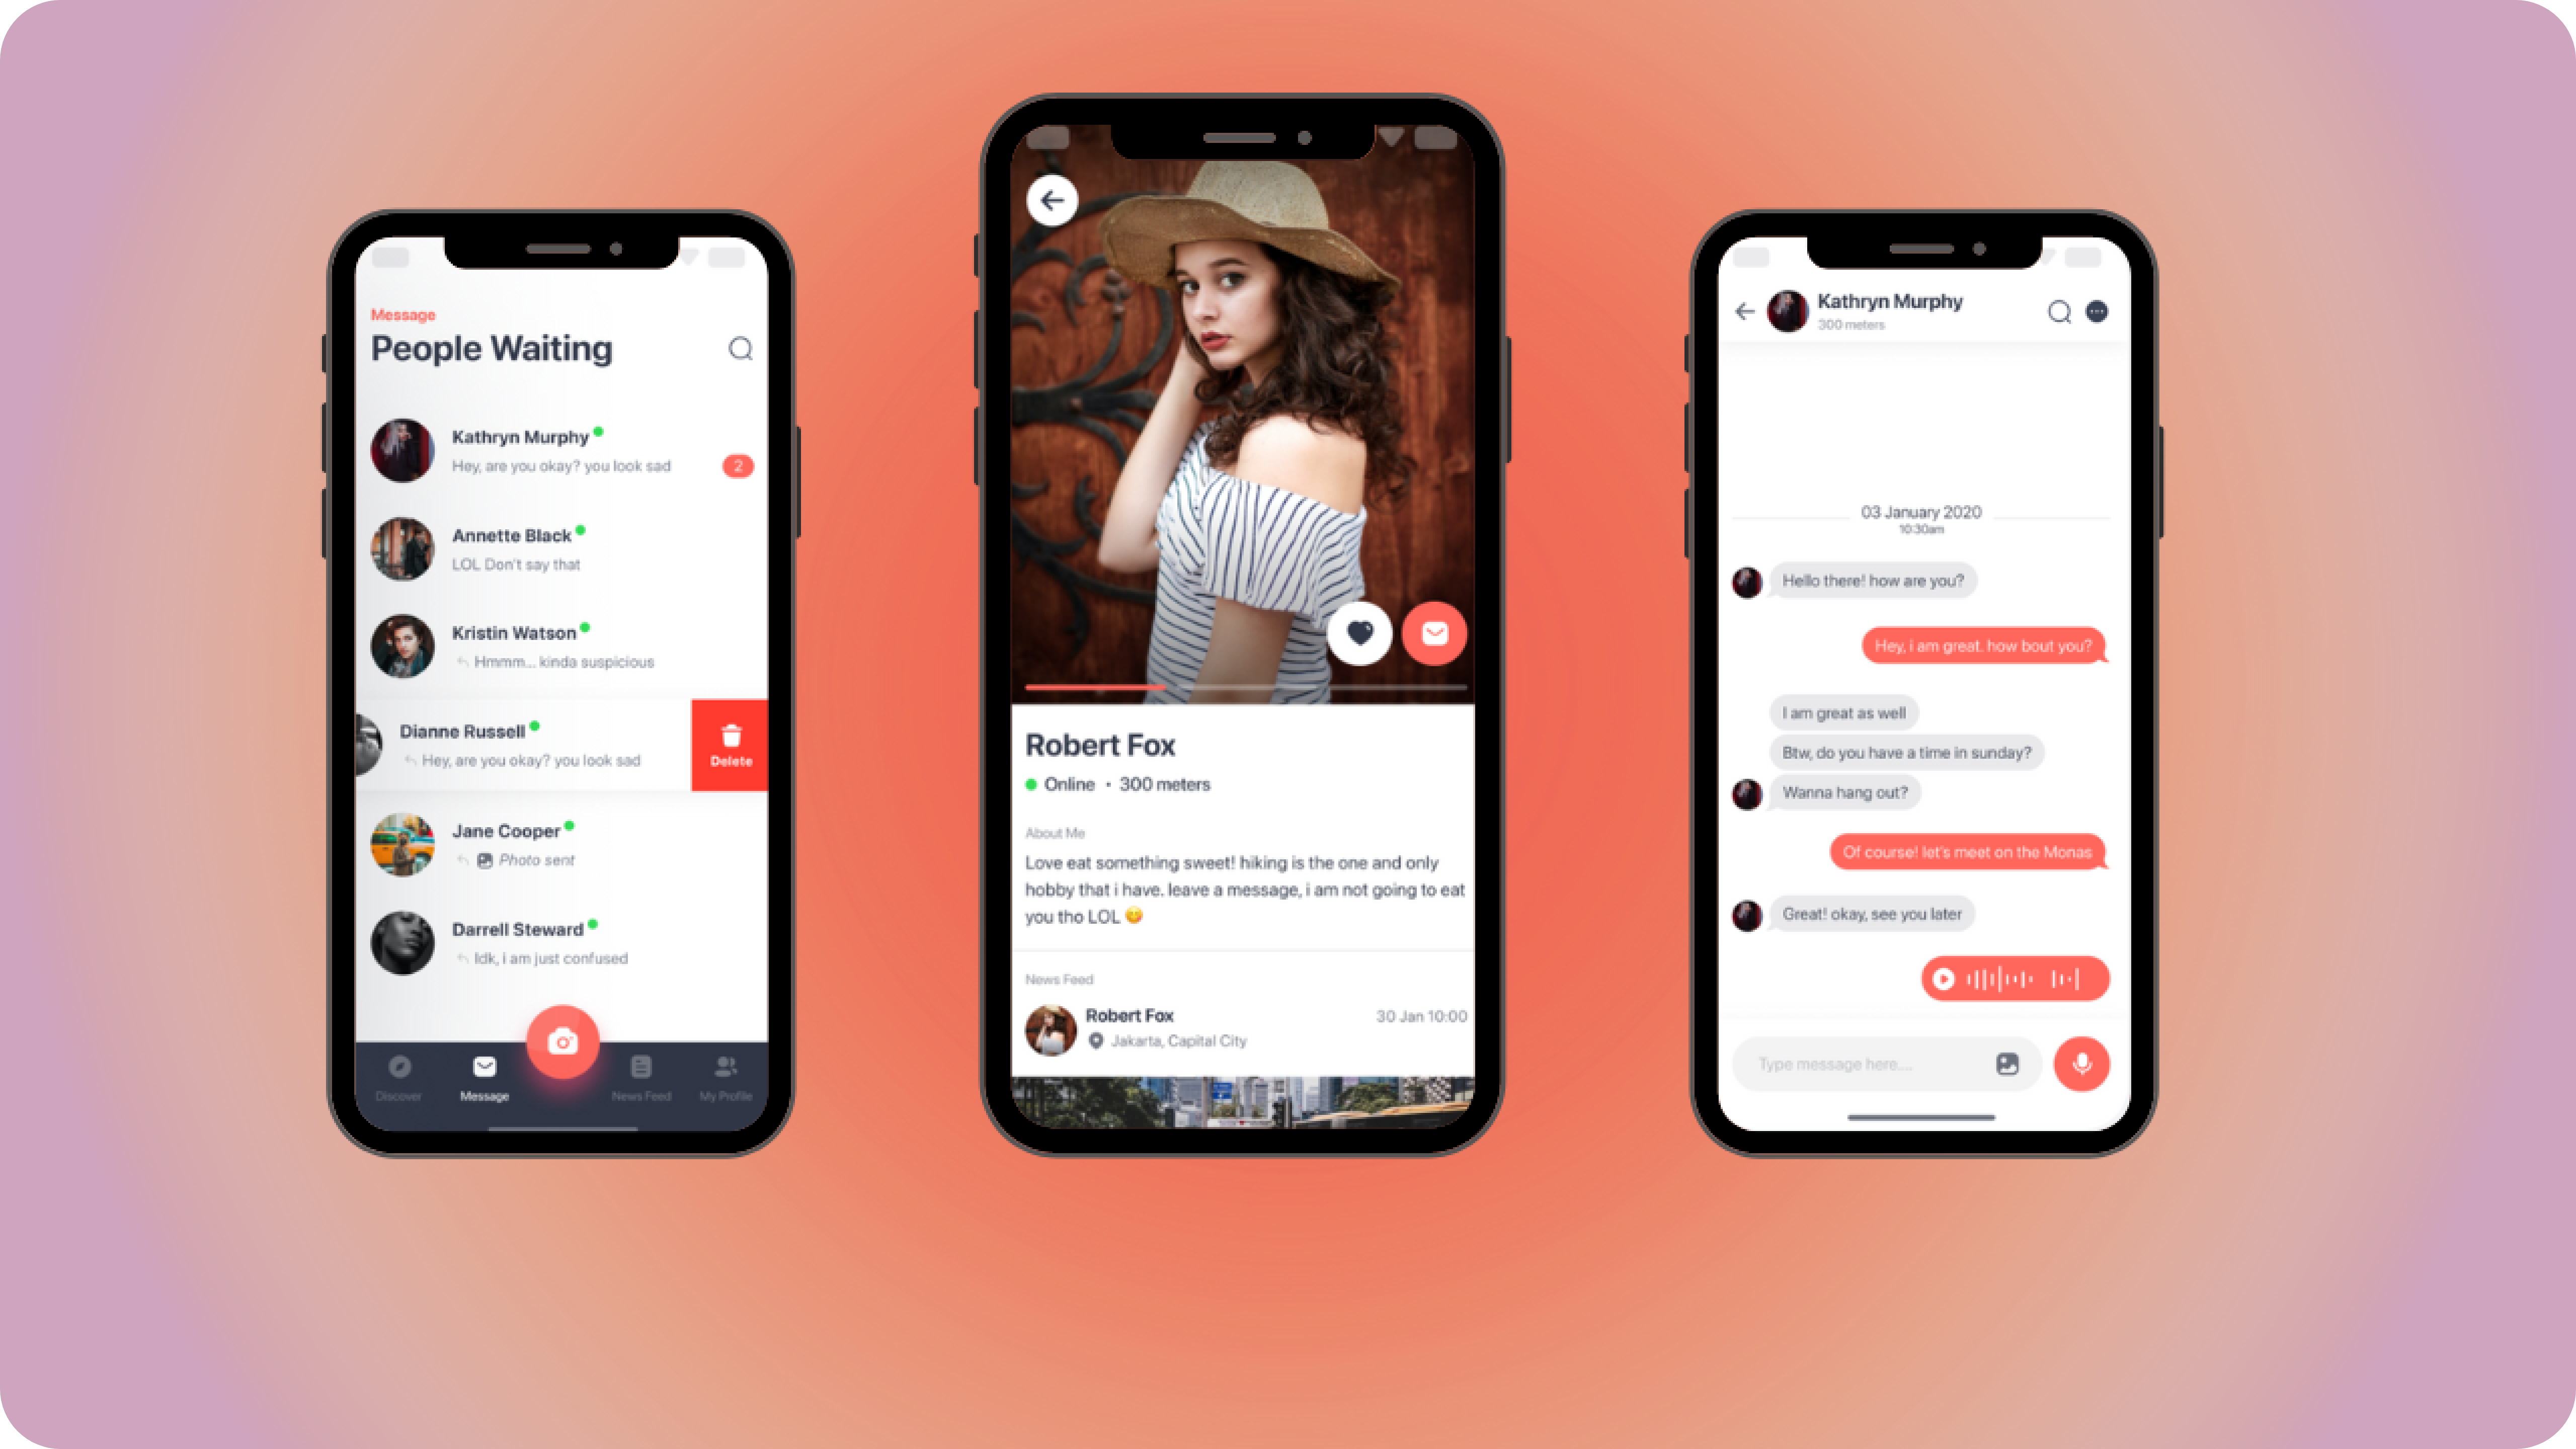 Message
People Waiting
Kathryn Murphy
Hey, are you okay? you look sad
2
Annette Black
LOL Don't say that
Kristin Watson
Hmmm... kinda suspicious
Dianne Russell
Hey, are you okay? you look sad
Delete
Jane Cooper
Photo sent
Darrell Steward
Idk, i am just confused
Discover
Message
News Feed
My Profile
Robert Fox
Online • 300 meters
About Me
Love eat something sweet! hiking is the one and only
hobby that i have. leave a message, i am not going to eat
you tho LOL 😋
News Feed
Robert Fox
30 Jan 10:00
Jakarta, Capital City
Kathryn Murphy
300 meters
03 January 2020
10:30am
Hello there! how are you?
Hey, i am great. how bout you?
I am great as well
Btw, do you have a time in sunday?
Wanna hang out?
Of course! let's meet on the Monas
Great! okay, see you later
Type message here....